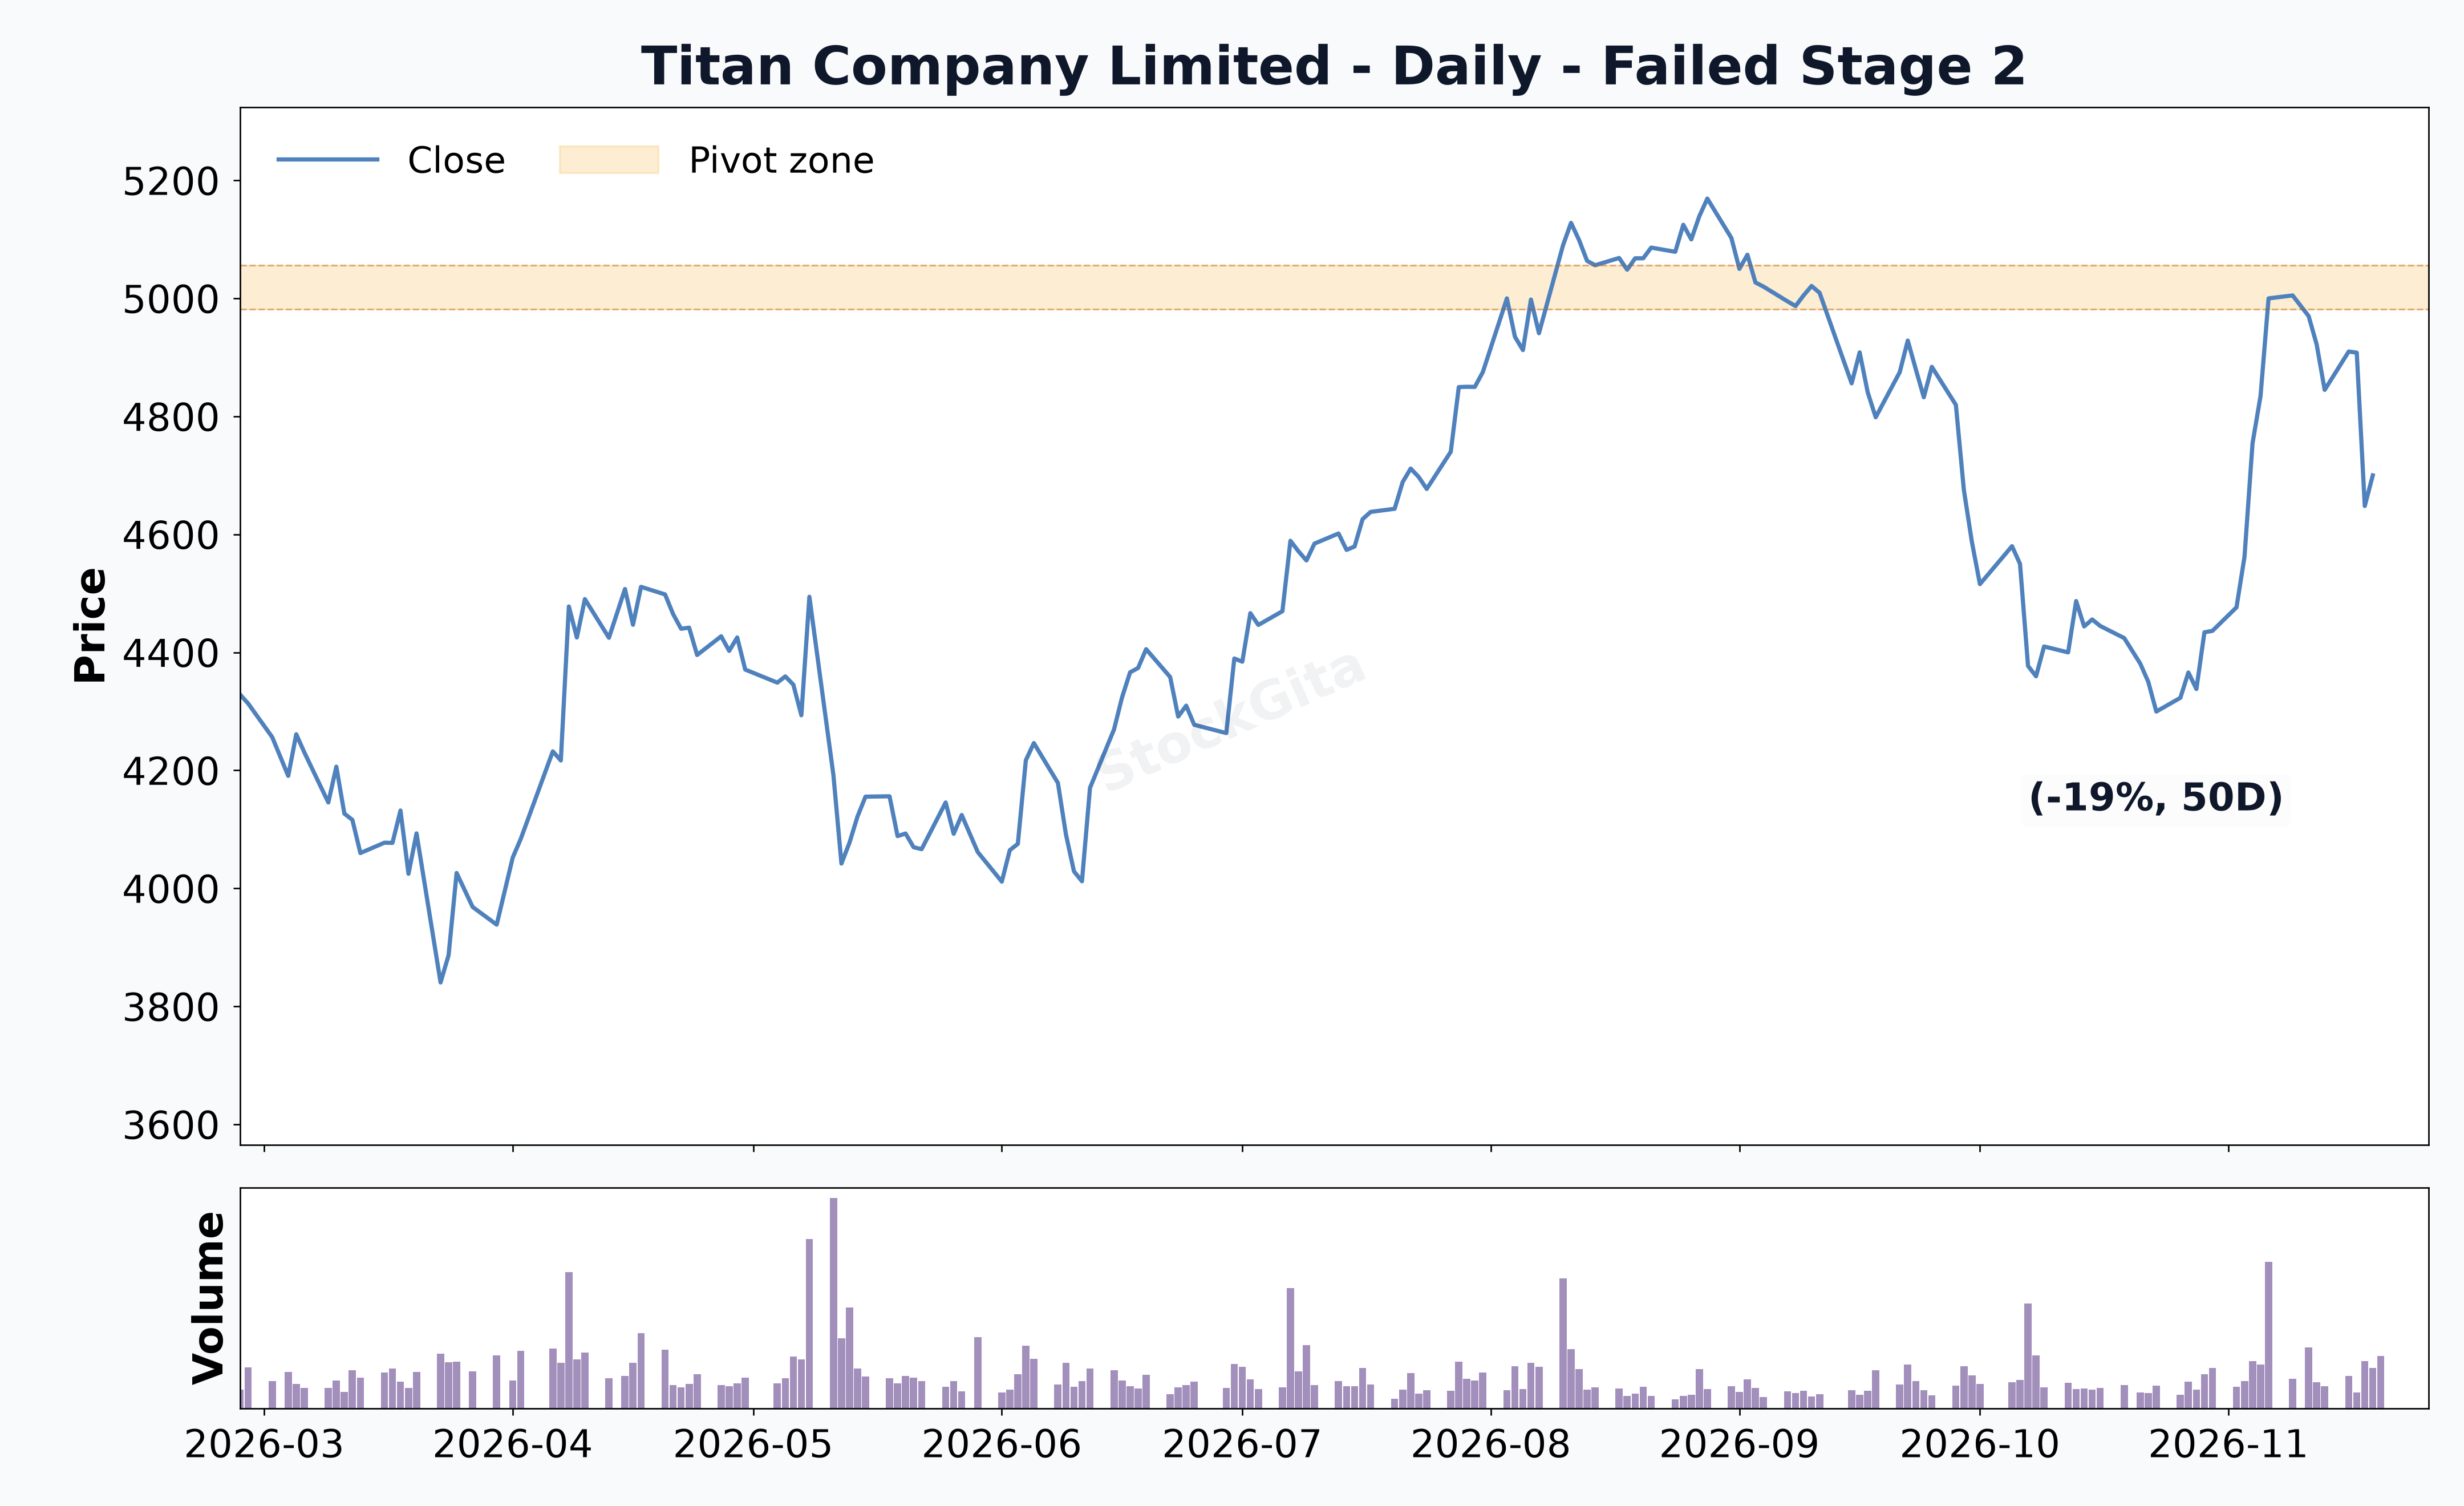 Titan Company Limited - Daily - Failed Stage 2
Close
Pivot zone
Price
5200
5000
4800
4600
4400
4200
4000
3800
3600
StockGita
(-19%, 50D)
Volume
2026-03
2026-04
2026-05
2026-06
2026-07
2026-08
2026-09
2026-10
2026-11